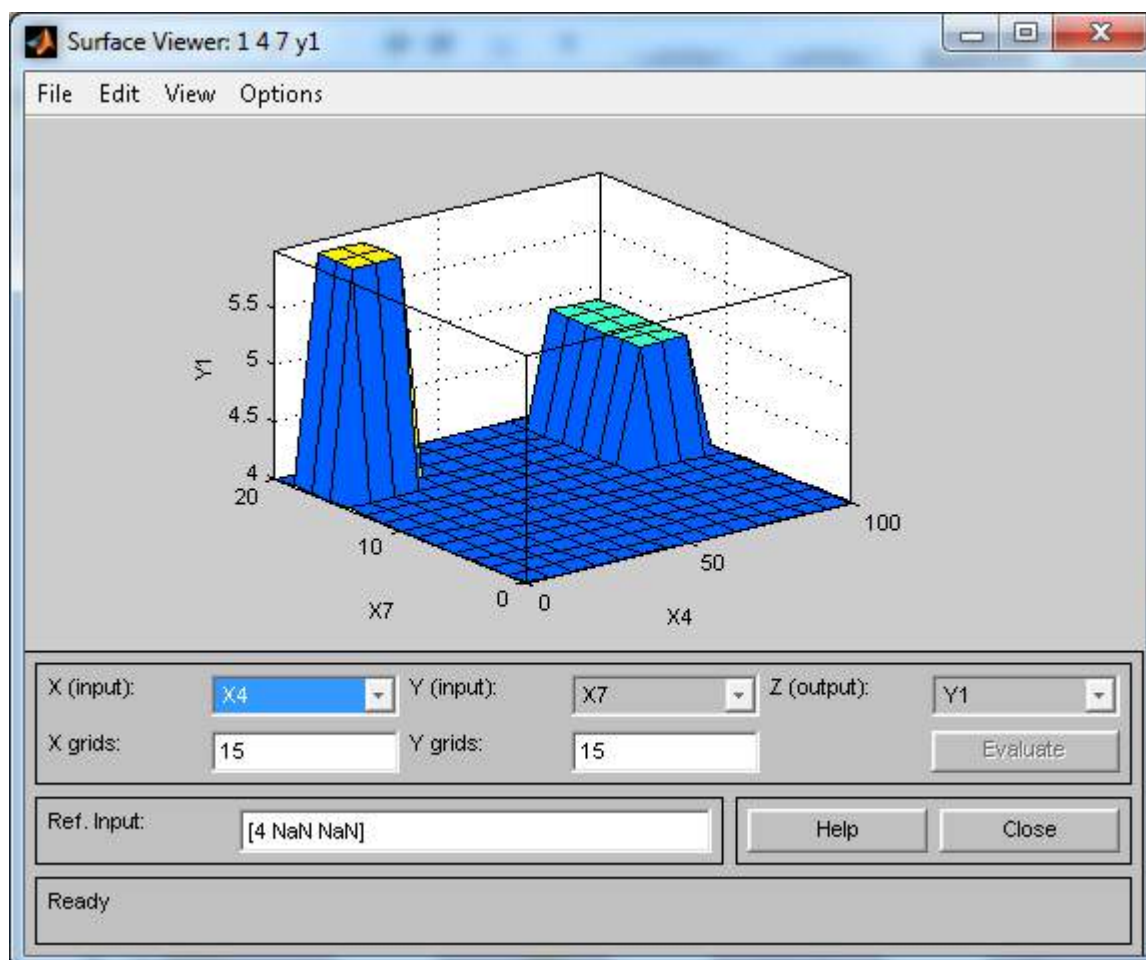 Surface Viewer: 1 4 7 y1
File Edit View Options
5.5
5
4.5
4
Y1
20
10
0
X7
0
50
100
X4
X (input): X4 Y (input): X7 Z (output): Y1
X grids: 15 Y grids: 15 Evaluate
Ref. Input: [4 NaN NaN] Help Close
Ready